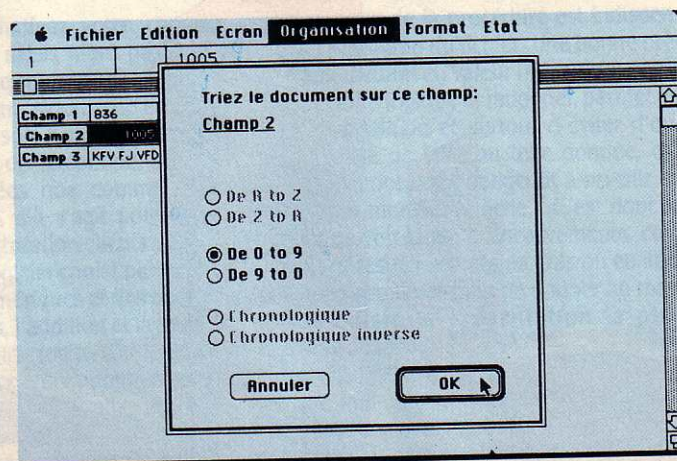 Fichier Edition Ecran Organisation Format Etat
1 1005
Champ 1 836
Champ 2 1005
Champ 3 KFV FJ VFD
Triez le document sur ce champ:
Champ 2
De A to Z
De Z to A
De 0 to 9
De 9 to 0
Chronologique
Chronologique inverse
Annuler OK